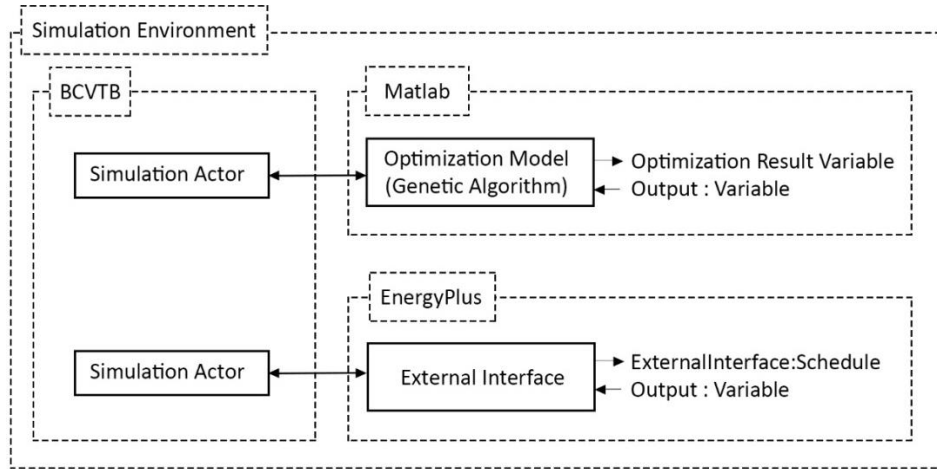 Simulation Environment
BCVTB
Matlab
Simulation Actor
Optimization Model
(Genetic Algorithm)
Optimization Result Variable
Output : Variable
EnergyPlus
Simulation Actor
External Interface
ExternalInterface:Schedule
Output : Variable